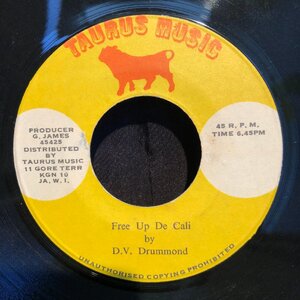 TAURUS MUSIC
PRODUCER
G. JAMES
45425
DISTRIBUTED
BY
TAURUS MUSIC
11 GORE TERR
KGN 10
JA, W. I,
45 R. P. M.
TIME 6,45PM
Free Up De Cali
by
D.V. Drummond
UNAUTHORISED COPYING PROHIBITED